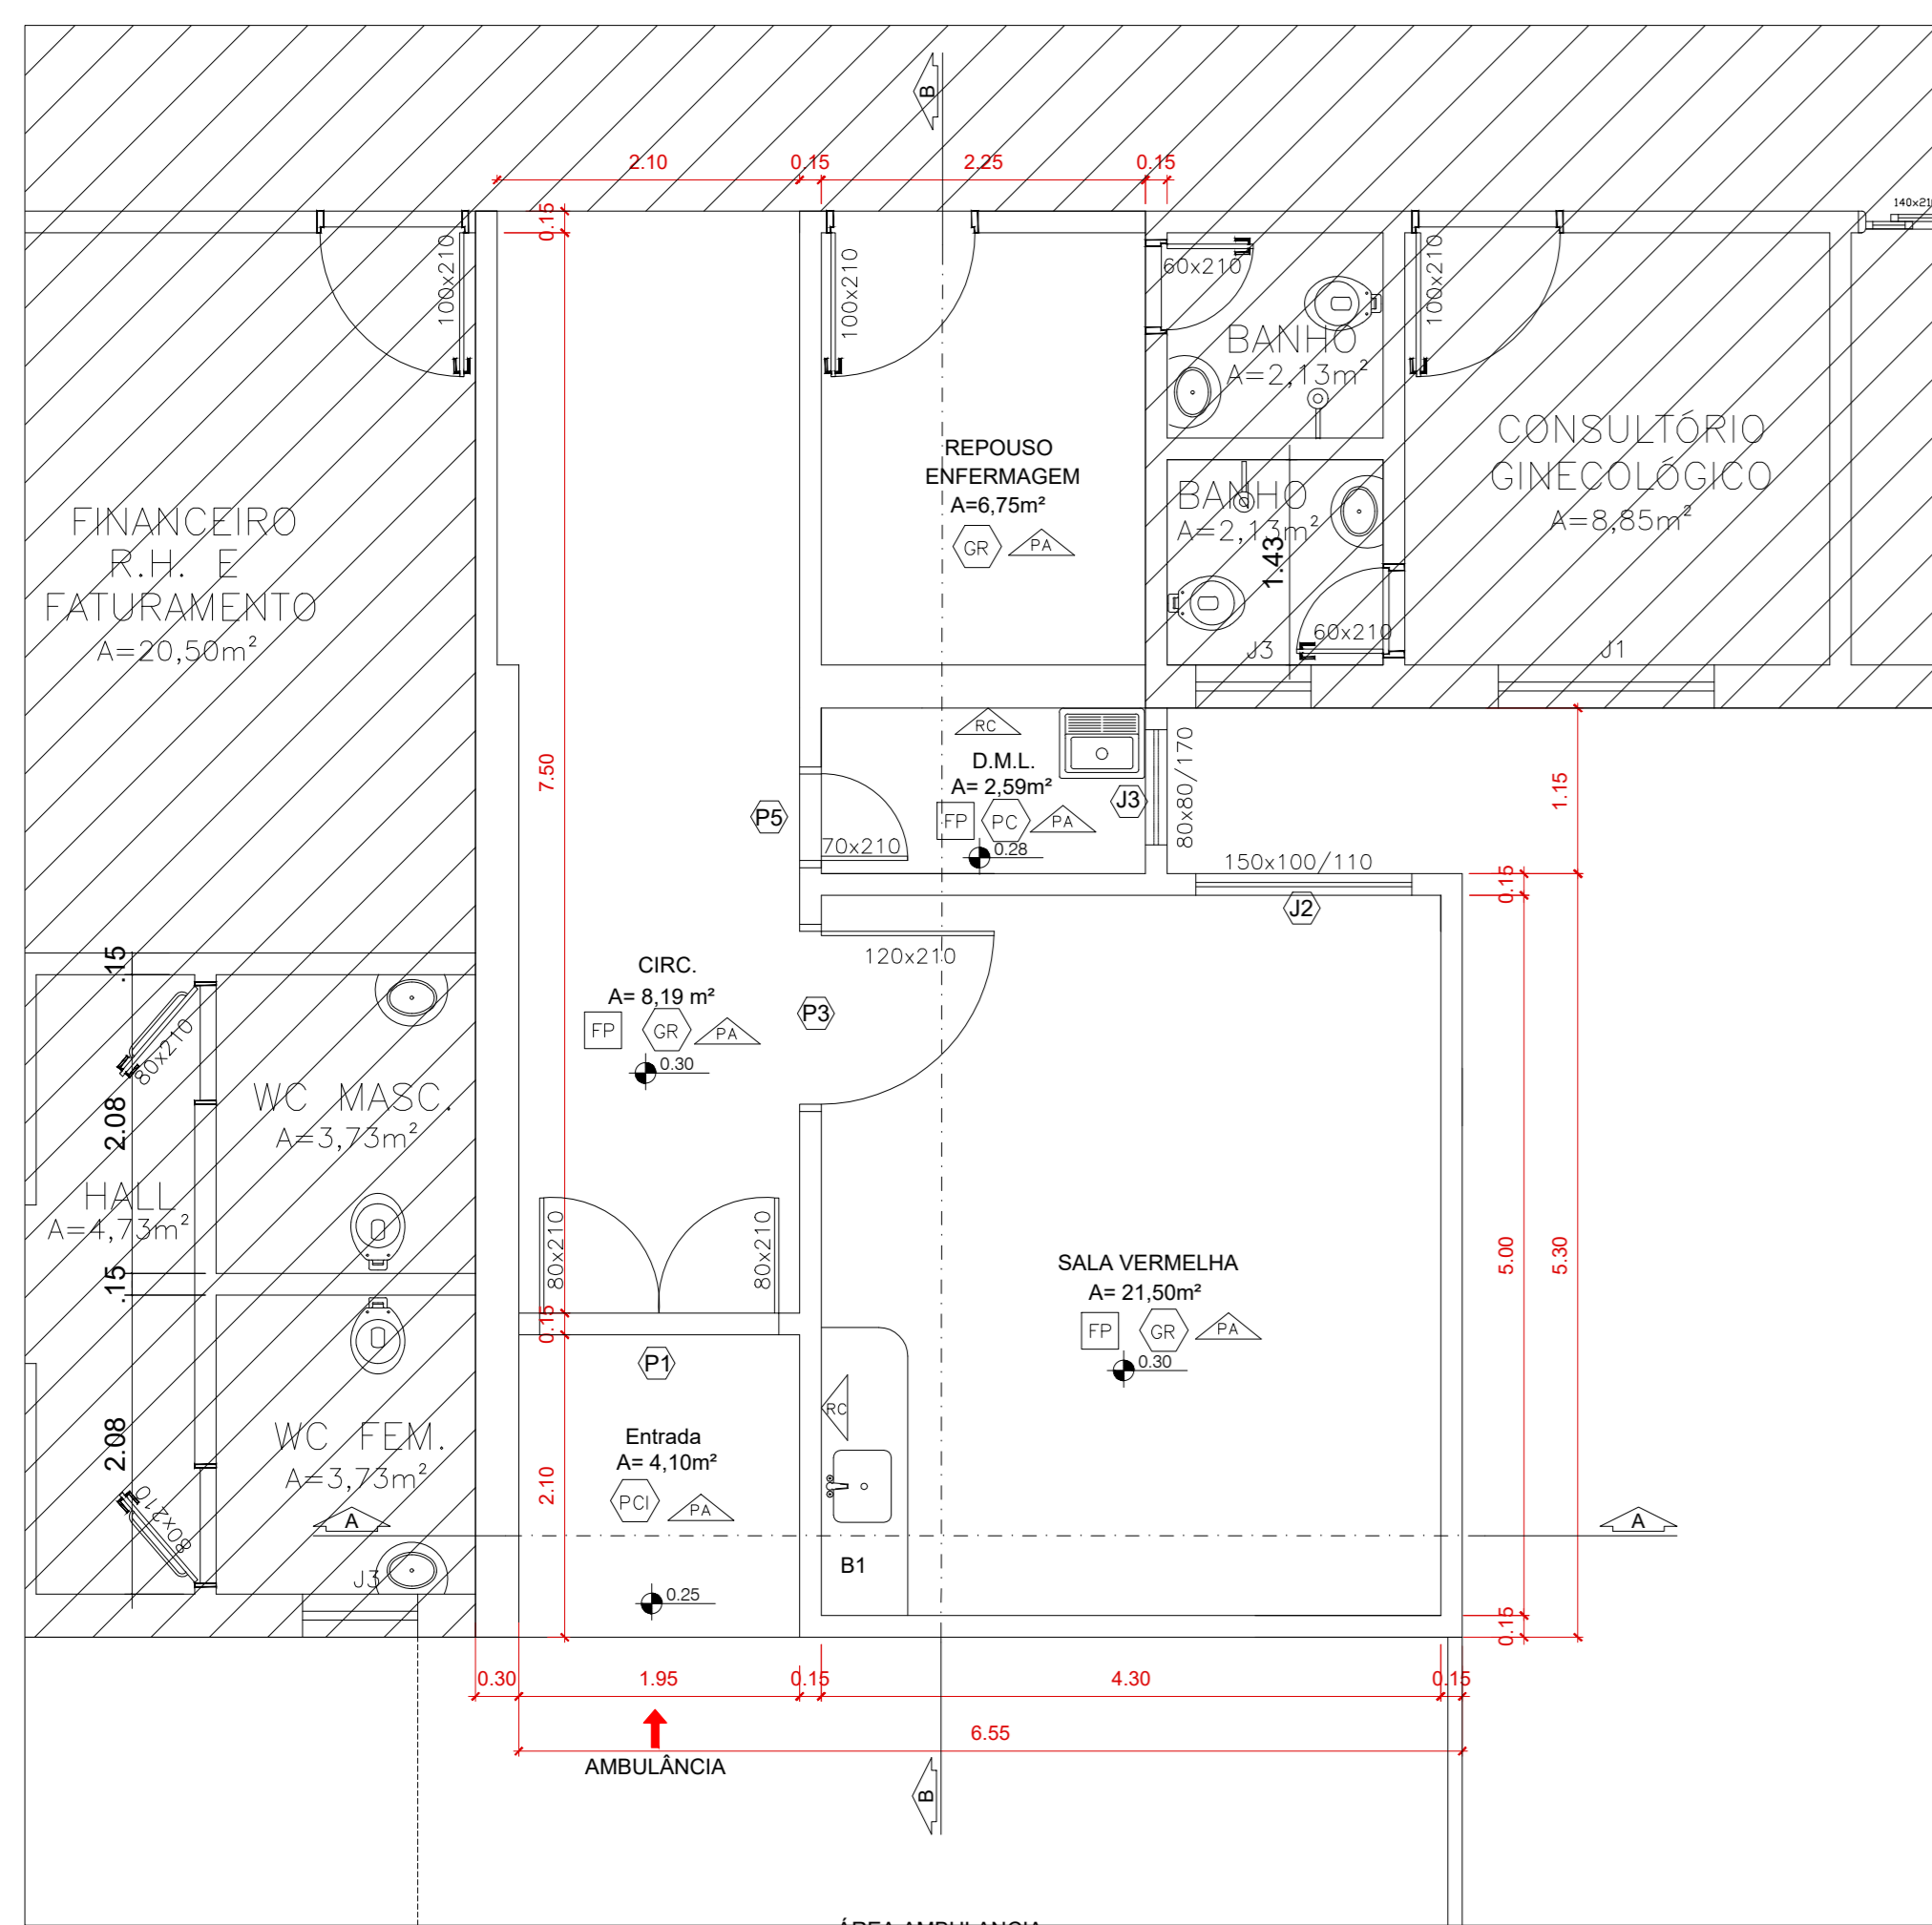 B
2.10
0.15
2.25
0.15
140x21
0.15
100x210
100x210
60x210
100x210
BANHO
A=2,13m²
CONSULTÓRIO
GINECOLÓGICO
A=8,85m²
REPOUSO
ENFERMAGEM
A=6,75m²
GR
PA
BANHO
A=2,13m²
1.43
60x210
J3
J1
FINANCEIRO
R.H. E
FATURAMENTO
A=20,50m²
7.50
RC
D.M.L.
A= 2,59m²
FP
PC
PA
J3
0.28
80x80/170
1.15
P5
70x210
150x100/110
0.15
J2
120x210
CIRC.
A= 8,19 m²
FP
GR
PA
0.30
P3
.15
80x210
2.08
WC MASC.
A=3,73m²
HALL
A=4,73m²
.15
80x210
80x210
0.15
5.00
5.30
SALA VERMELHA
A= 21,50m²
FP
GR
PA
0.30
P1
RC
Entrada
A= 4,10m²
PCI
PA
2.10
2.08
WC FEM.
A=3,73m²
80x210
A
A
J3
B1
0.25
0.15
0.30
1.95
0.15
4.30
0.15
6.55
AMBULÂNCIA
B
ÁREA AMBULANCIA